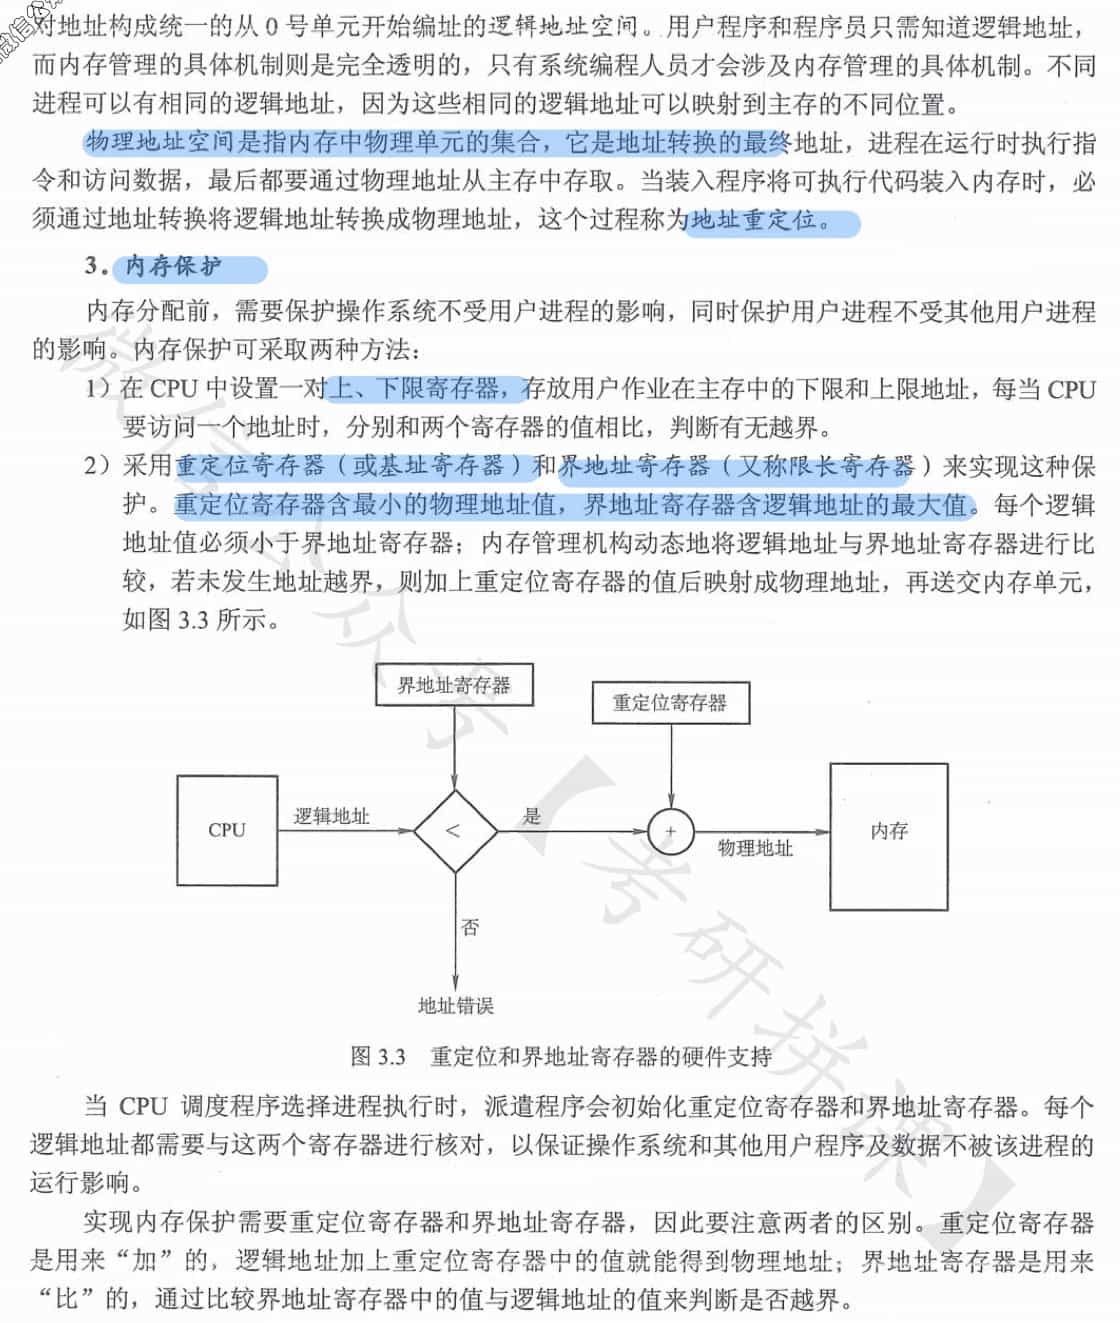 对地址构成统一的从 0 号单元开始编址的逻辑地址空间。用户程序和程序员只需知道逻辑地址，
而内存管理的具体机制则是完全透明的，只有系统编程人员才会涉及内存管理的具体机制。不同
进程可以有相同的逻辑地址，因为这些相同的逻辑地址可以映射到主存的不同位置。
物理地址空间是指内存中物理单元的集合，它是地址转换的最终地址，进程在运行时执行指
令和访问数据，最后都要通过物理地址从主存中存取。当装入程序将可执行代码装入内存时，必
须通过地址转换将逻辑地址转换成物理地址，这个过程称为地址重定位。
3。内存保护
内存分配前，需要保护操作系统不受用户进程的影响，同时保护用户进程不受其他用户进程
的影响。内存保护可采取两种方法：
1）在 CPU 中设置一对上、下限寄存器，存放用户作业在主存中的下限和上限地址，每当 CPU
要访问一个地址时，分别和两个寄存器的值相比，判断有无越界。
2）采用重定位寄存器（或基址寄存器）和界地址寄存器（又称限长寄存器）来实现这种保
护。重定位寄存器含最小的物理地址值，界地址寄存器含逻辑地址的最大值。每个逻辑
地址值必须小于界地址寄存器；内存管理机构动态地将逻辑地址与界地址寄存器进行比
较，若未发生地址越界，则加上重定位寄存器的值后映射成物理地址，再送交内存单元，
如图 3.3 所示。
界地址寄存器
重定位寄存器
CPU
逻辑地址
<
是
+
物理地址
内存
否
地址错误
图 3.3 重定位和界地址寄存器的硬件支持
当 CPU 调度程序选择进程执行时，派遣程序会初始化重定位寄存器和界地址寄存器。每个
逻辑地址都需要与这两个寄存器进行核对，以保证操作系统和其他用户程序及数据不被该进程的
运行影响。
实现内存保护需要重定位寄存器和界地址寄存器，因此要注意两者的区别。重定位寄存器
是用来“加”的，逻辑地址加上重定位寄存器中的值就能得到物理地址；界地址寄存器是用来
“比”的，通过比较界地址寄存器中的值与逻辑地址的值来判断是否越界。
微信公众号【考研拼课】
微信公众